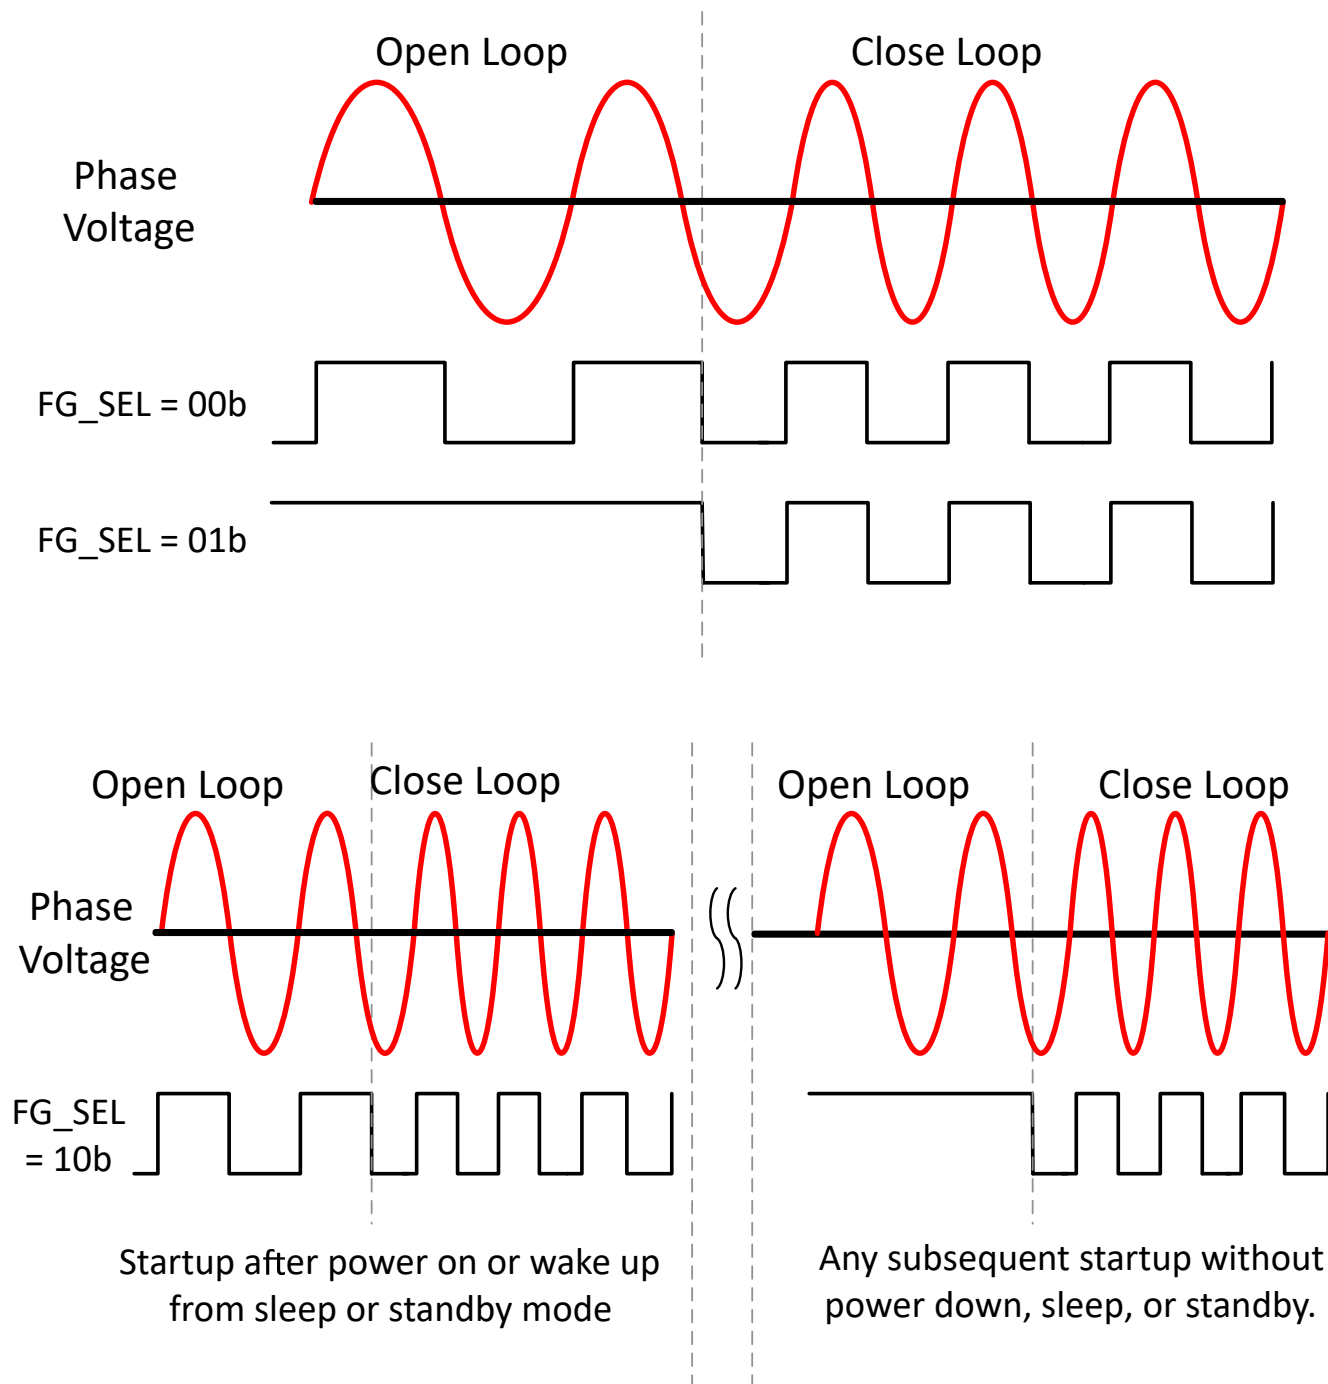 Open Loop
Close Loop
Phase
Voltage
FG_SEL = 00b
FG_SEL = 01b
Open Loop
Close Loop
Open Loop
Close Loop
Phase
Voltage
FG_SEL
= 10b
Startup after power on or wake up
from sleep or standby mode
Any subsequent startup without
power down, sleep, or standby.